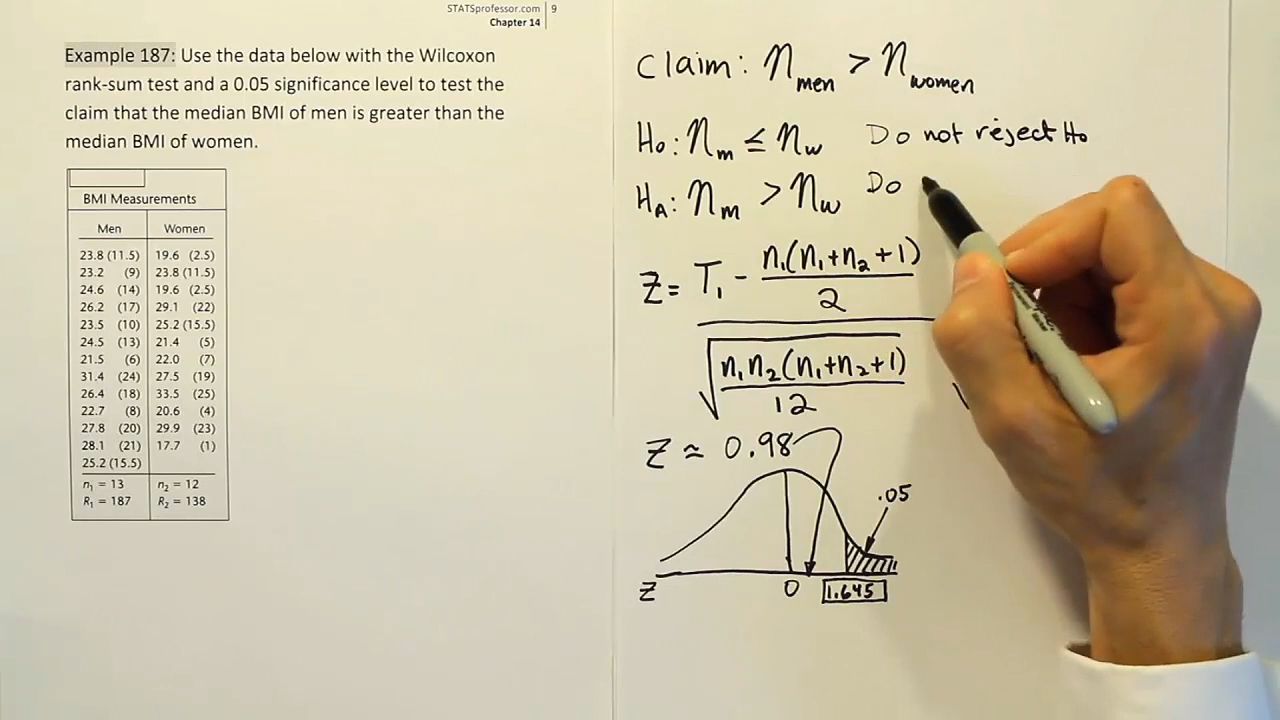 STATSprofessor.com 9
Chapter 14
Example 187: Use the data below with the Wilcoxon
rank-sum test and a 0.05 significance level to test the
claim that the median BMI of men is greater than the
median BMI of women.
BMI Measurements
Men Women
23.8 (11.5) 19.6 (2.5)
23.2 (9) 23.8 (11.5)
24.6 (14) 19.6 (2.5)
26.2 (17) 29.1 (22)
23.5 (10) 25.2 (15.5)
24.5 (13) 21.4 (5)
21.5 (6) 22.0 (7)
31.4 (24) 27.5 (19)
26.4 (18) 33.5 (25)
22.7 (8) 20.6 (4)
27.8 (20) 29.9 (23)
28.1 (21) 17.7 (1)
25.2 (15.5)
n₁ = 13 n₂ = 12
R₁ = 187 R₂ = 138
Claim: η men > η women
H₀: ηm ≤ ηw Do not reject H₀
HA: ηm > ηw Do
Z = T₁ - n₁(n₁+n₂+1)
2
n₁n₂(n₁+n₂+1)
12
Z ≈ 0.98
.05
Z 0 1.645